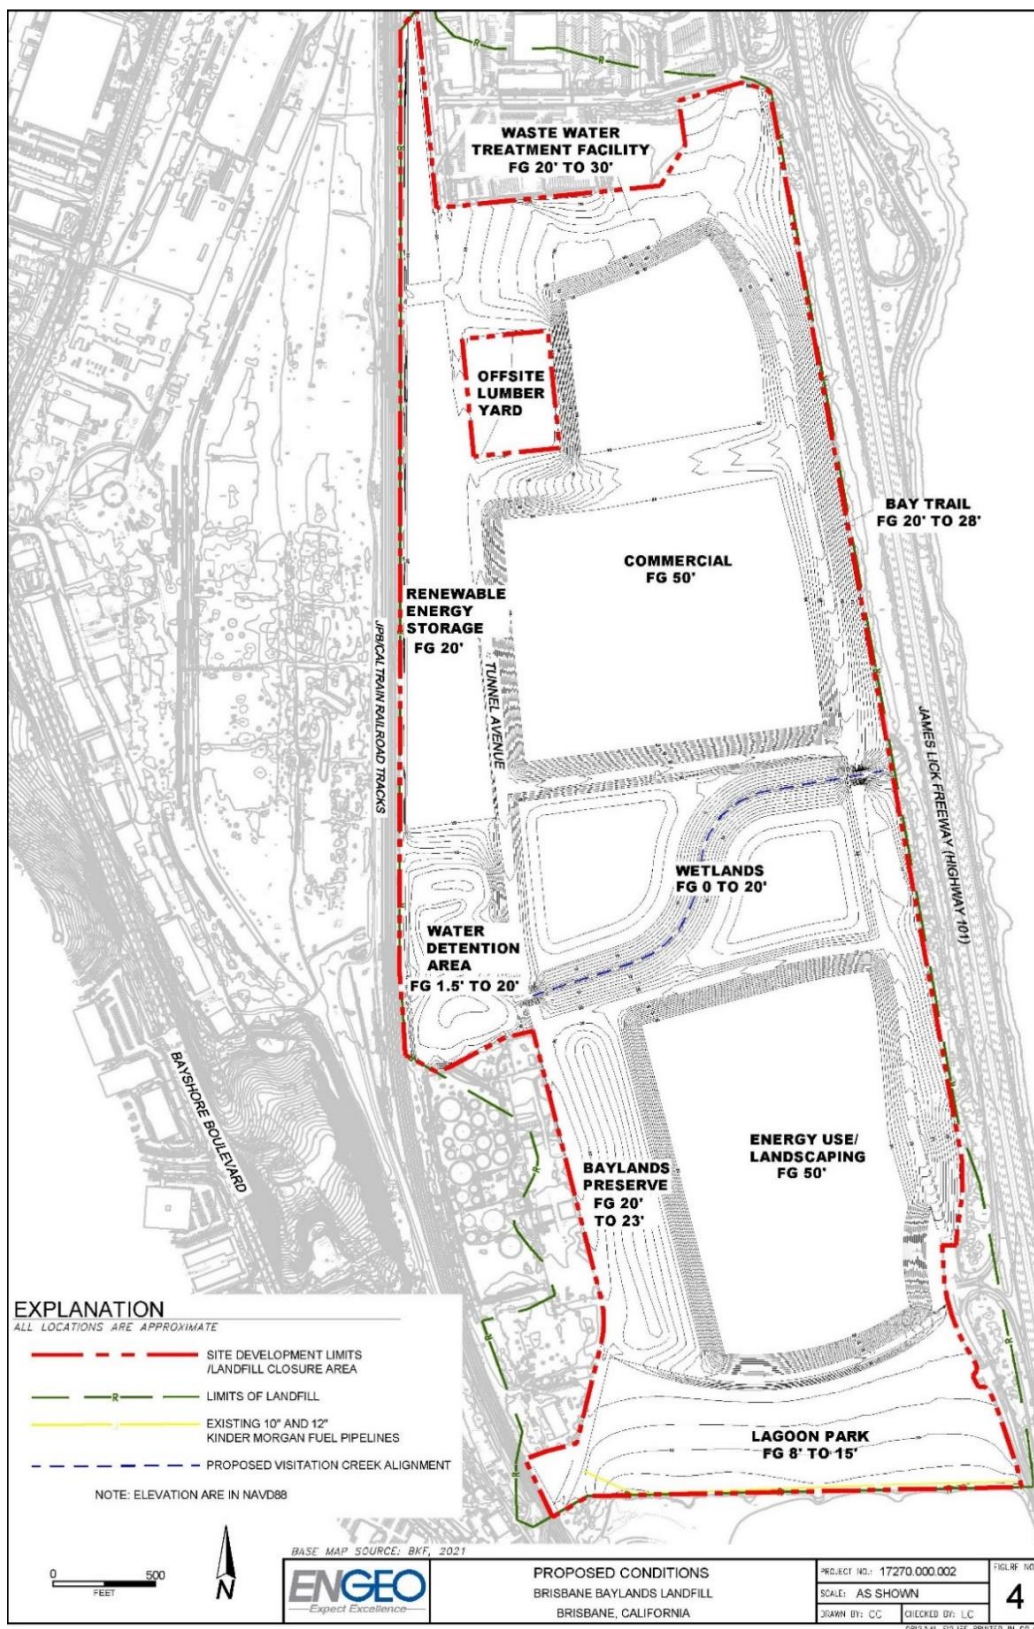 WASTE WATER
TREATMENT FACILITY
FG 20' TO 30'
OFFSITE
LUMBER
YARD
BAY TRAIL
FG 20' TO 28'
COMMERCIAL
FG 50'
RENEWABLE
ENERGY
STORAGE
FG 20'
JPB/CALTRAIN RAILROAD TRACKS
TUNNEL AVENUE
JAMES LICK FREEWAY (HIGHWAY 101)
WETLANDS
FG 0 TO 20'
WATER
DETENTION
AREA
FG 1.5' TO 20'
BAYSHORE BOULEVARD
ENERGY USE/
LANDSCAPING
FG 50'
BAYLANDS
PRESERVE
FG 20'
TO 23'
LAGOON PARK
FG 8' TO 15'
EXPLANATION
ALL LOCATIONS ARE APPROXIMATE
SITE DEVELOPMENT LIMITS
/LANDFILL CLOSURE AREA
R
LIMITS OF LANDFILL
EXISTING 10" AND 12"
KINDER MORGAN FUEL PIPELINES
PROPOSED VISITATION CREEK ALIGNMENT
NOTE: ELEVATION ARE IN NAVD88
0 500
FEET
N
BASE MAP SOURCE: BKF, 2021
ENGEO
Expect Excellence
PROPOSED CONDITIONS
BRISBANE BAYLANDS LANDFILL
BRISBANE, CALIFORNIA
PROJECT NO.: 17270.000.002
SCALE: AS SHOWN
DRAWN BY: CC CHECKED BY: LC
FIGURE NO
4